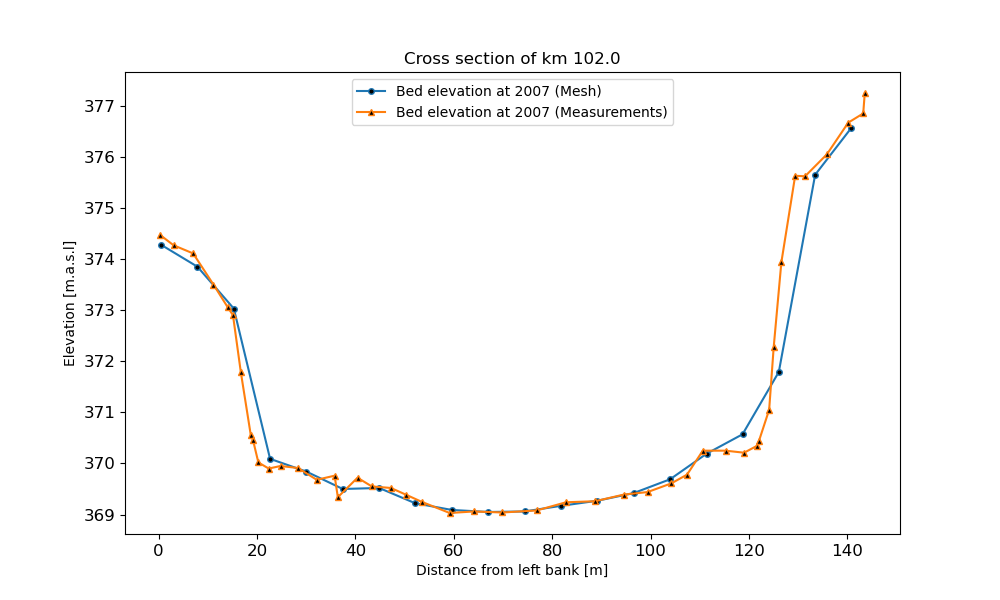 Cross section of km 102.0
Bed elevation at 2007 (Mesh)
Bed elevation at 2007 (Measurements)
Elevation [m.a.s.l]
377
376
375
374
373
372
371
370
369
0 20 40 60 80 100 120 140
Distance from left bank [m]